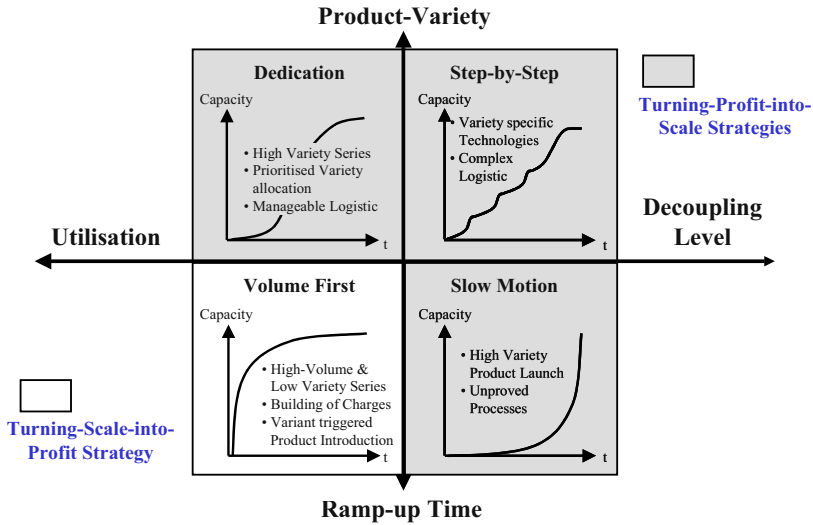 Product-Variety
Dedication
Capacity
• High Variety Series
• Prioritised Variety
allocation
• Manageable Logistic
t
Step-by-Step
Capacity
• Variety specific
Technologies
• Complex
Logistic
t
Turning-Profit-into-
Scale Strategies
Utilisation
Decoupling
Level
Volume First
Capacity
• High-Volume &
Low Variety Series
• Building of Charges
• Variant triggered
Product Introduction
t
Slow Motion
Capacity
• High Variety
Product Launch
• Unproved
Processes
t
Turning-Scale-into-
Profit Strategy
Ramp-up Time